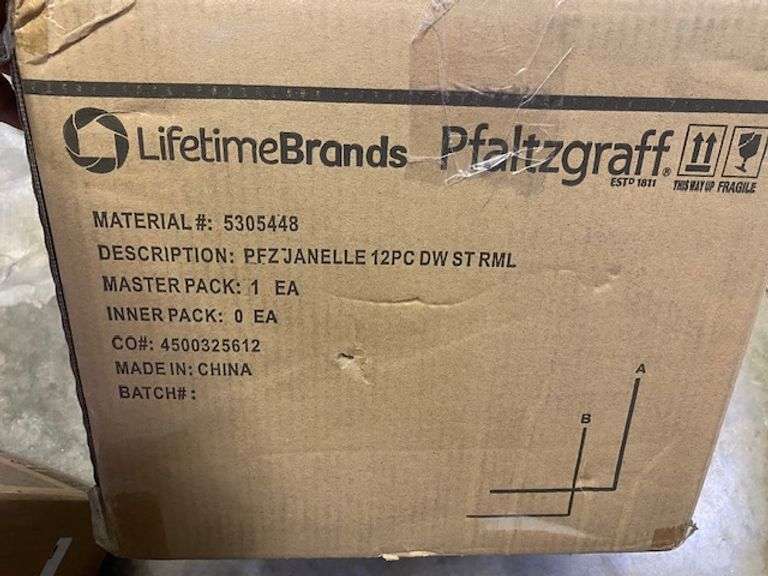 LifetimeBrands Pfaltzgraff®
ESTD 1811
THIS WAY UP FRAGILE
MATERIAL #: 5305448
DESCRIPTION: PFZ JANELLE 12PC DW ST RML
MASTER PACK: 1 EA
INNER PACK: 0 EA
CO#: 4500325612
MADE IN: CHINA
BATCH#:
A
B